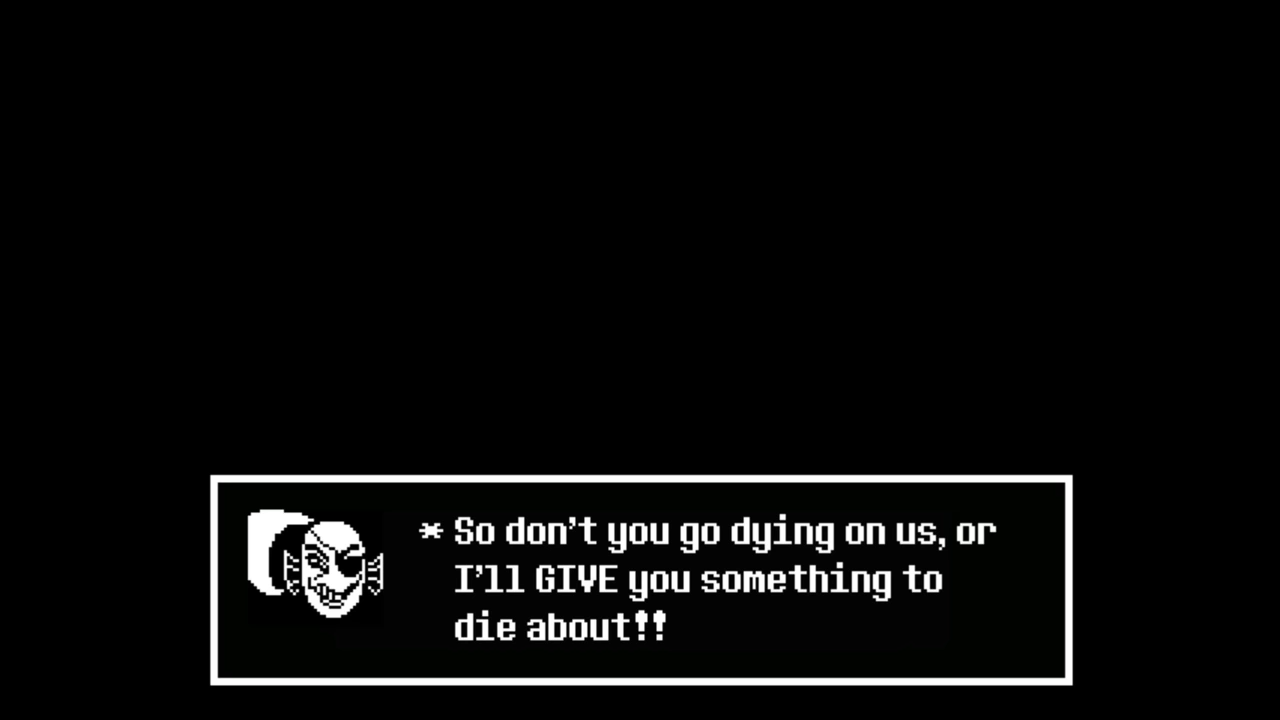 * So don't you go dying on us, or
I'll GIVE you something to
die about!!